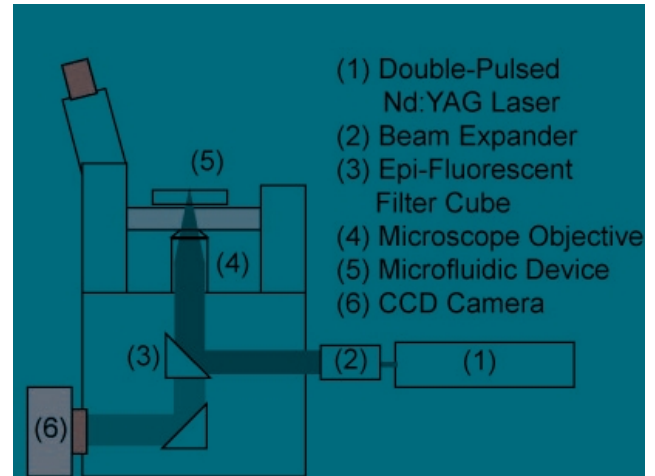 (1) Double-Pulsed
Nd:YAG Laser
(2) Beam Expander
(3) Epi-Fluorescent
Filter Cube
(4) Microscope Objective
(5) Microfluidic Device
(6) CCD Camera
(5)
(4)
(3)
(2)
(1)
(6)